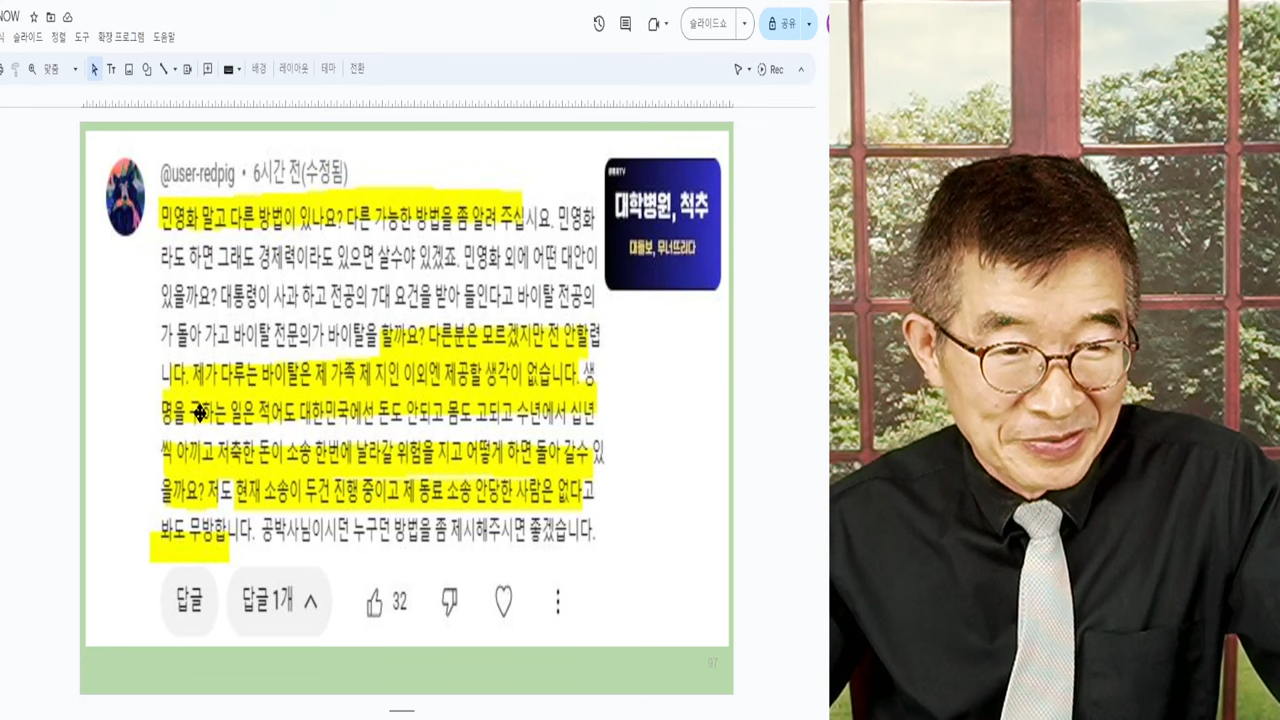 NOW
슬라이드 정렬 도구 확장 프로그램 도움말
슬라이드쇼
공유
맞춤
배경 레이아웃 테마 전환
Rec
@user-redpig · 6시간 전(수정됨)
민영화 말고 다른 방법이 있나요? 다른 가능한 방법을 좀 알려 주십시요. 민영화
라도 하면 그래도 경제력이라도 있으면 살수야 있겠죠. 민영화 외에 어떤 대안이
있을까요? 대통령이 사과 하고 전공의 7대 요건을 받아 들인다고 바이탈 전공의
가 돌아 가고 바이탈 전문의가 바이탈을 할까요? 다른분은 모르겠지만 전 안할렵
니다. 제가 다루는 바이탈은 제 가족 제 지인 이외엔 제공할 생각이 없습니다. 생
명을 구하는 일은 적어도 대한민국에서 돈도 안되고 몸도 고되고 수년에서 십년
씩 아끼고 저축한 돈이 소송 한번에 날라갈 위험을 지고 어떻게 하면 돌아 갈수 있
을까요? 저도 현재 소송이 두건 진행 중이고 제 동료 소송 안당한 사람은 없다고
봐도 무방합니다. 공박사님이시던 누구던 방법을 좀 제시해주시면 좋겠습니다.
답글
답글 1개
32
대학병원, 척추
대들보, 무너뜨리다
97